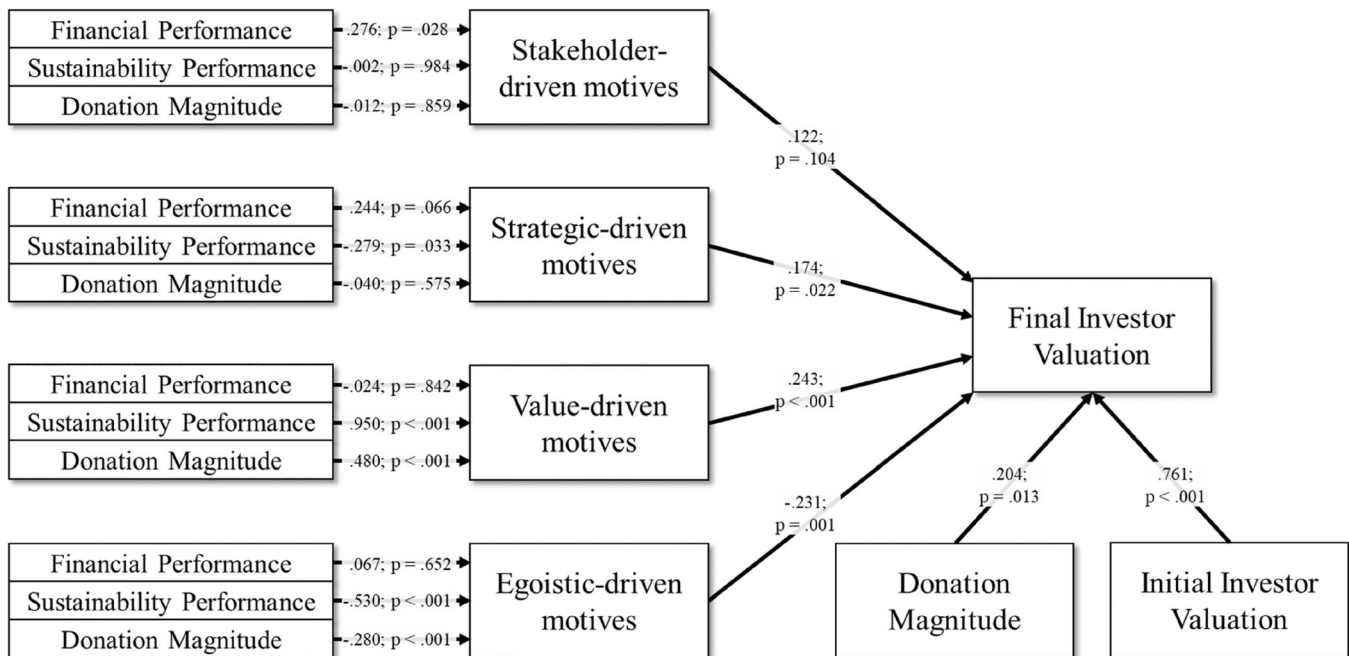 Financial Performance
.276; p = .028
Sustainability Performance
-.002; p = .984
Donation Magnitude
-.012; p = .859
Stakeholder-
driven motives
.122;
p = .104
Financial Performance
.244; p = .066
Sustainability Performance
-.279; p = .033
Donation Magnitude
-.040; p = .575
Strategic-driven
motives
.174;
p = .022
Final Investor
Valuation
Financial Performance
-.024; p = .842
Sustainability Performance
.950; p < .001
Donation Magnitude
.480; p < .001
Value-driven
motives
.243;
p < .001
Financial Performance
.067; p = .652
Sustainability Performance
-.530; p < .001
Donation Magnitude
-.280; p < .001
Egoistic-driven
motives
-.231;
p = .001
.204;
p = .013
.761;
p < .001
Donation
Magnitude
Initial Investor
Valuation